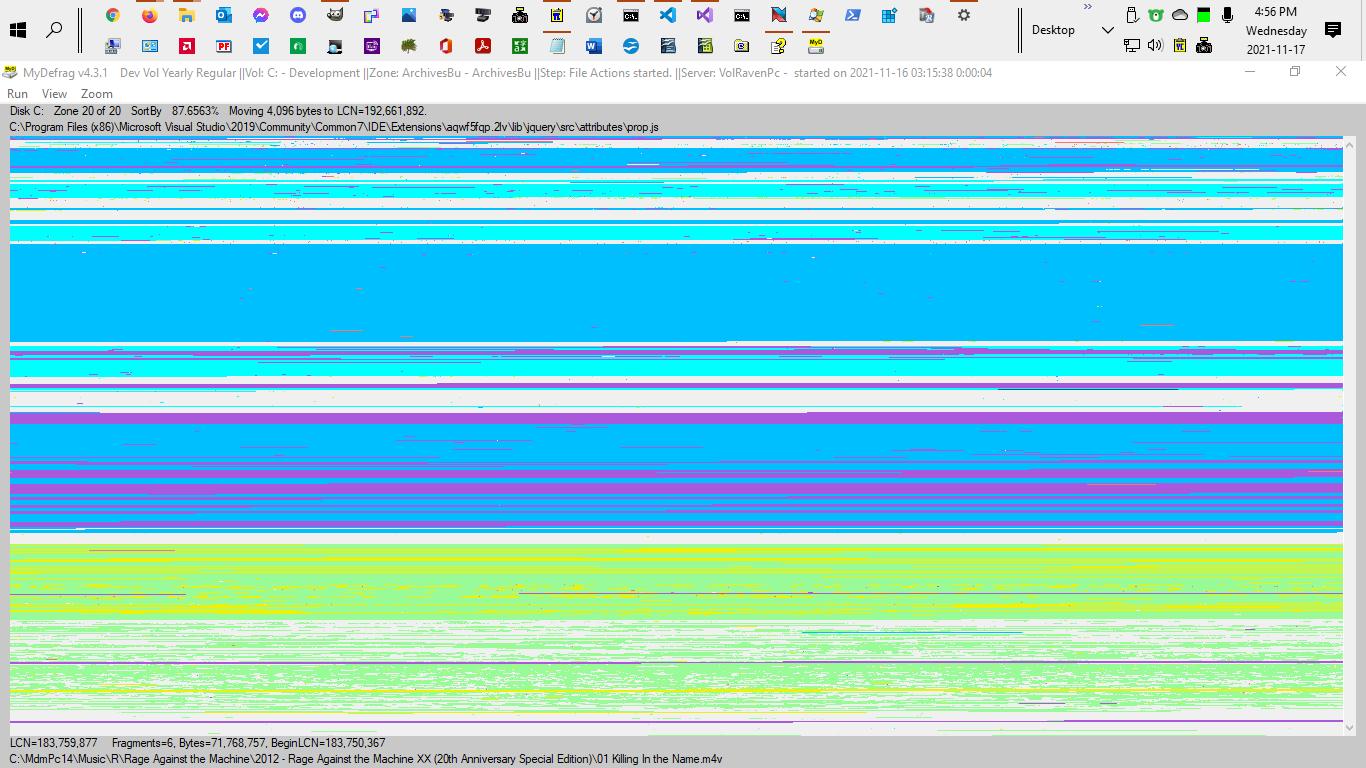 4:56 PM
Desktop
Wednesday
2021-11-17
MyDefrag v4.3.1 Dev Vol Yearly Regular ||Vol: C: - Development ||Zone: ArchivesBu - ArchivesBu ||Step: File Actions started. ||Server: VolRavenPc - started on 2021-11-16 03:15:38 0:00:04
Run View Zoom
Disk C: Zone 20 of 20 SortBy 87.6563% Moving 4,096 bytes to LCN=192,661,892.
C:\Program Files (x86)\Microsoft Visual Studio\2019\Community\Common7\IDE\Extensions\aqwf5fqp.2lv\lib\jquery\src\attributes\prop.js
LCN=183,759,877 Fragments=6, Bytes=71,768,757, BeginLCN=183,750,367
C:\MdmPc14\Music\R\Rage Against the Machine\2012 - Rage Against the Machine XX (20th Anniversary Special Edition)\01 Killing In the Name.m4v